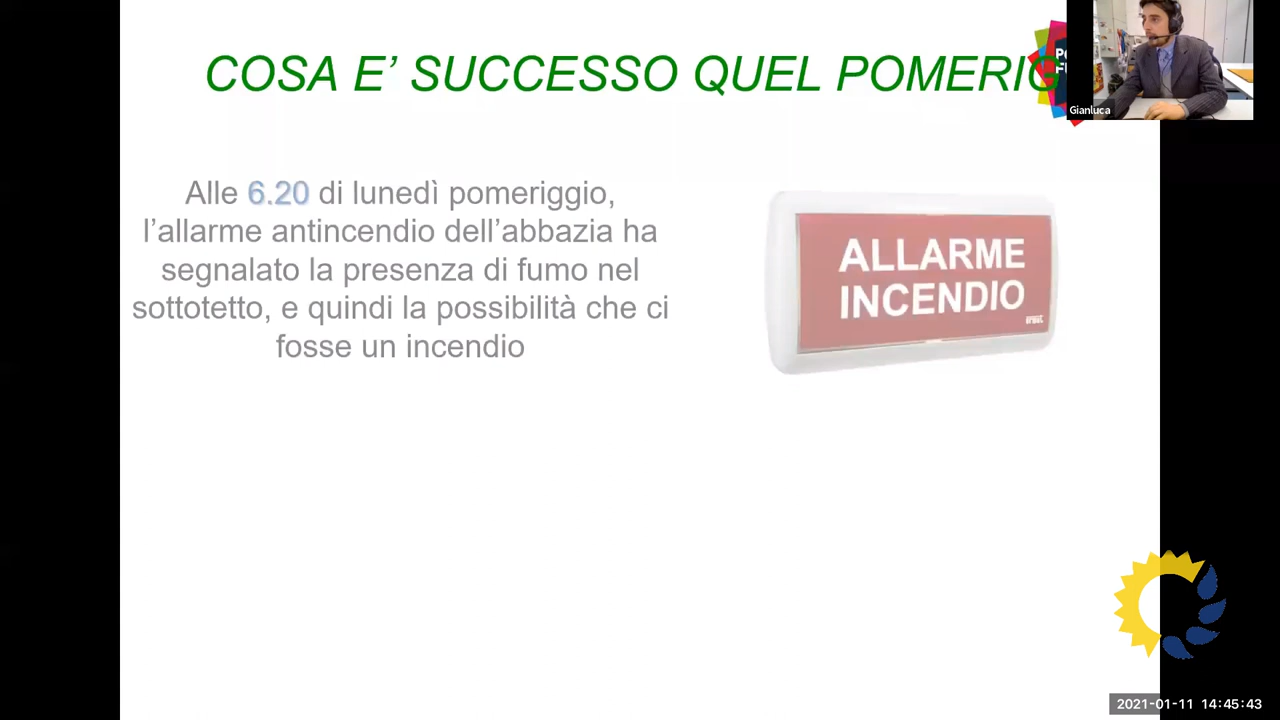 COSA E' SUCCESSO QUEL POMERIG
Gianluca
Alle 6.20 di lunedì pomeriggio,
l'allarme antincendio dell'abbazia ha
segnalato la presenza di fumo nel
sottotetto, e quindi la possibilità che ci
fosse un incendio
ALLARME
INCENDIO
2021-01-11 14:45:43